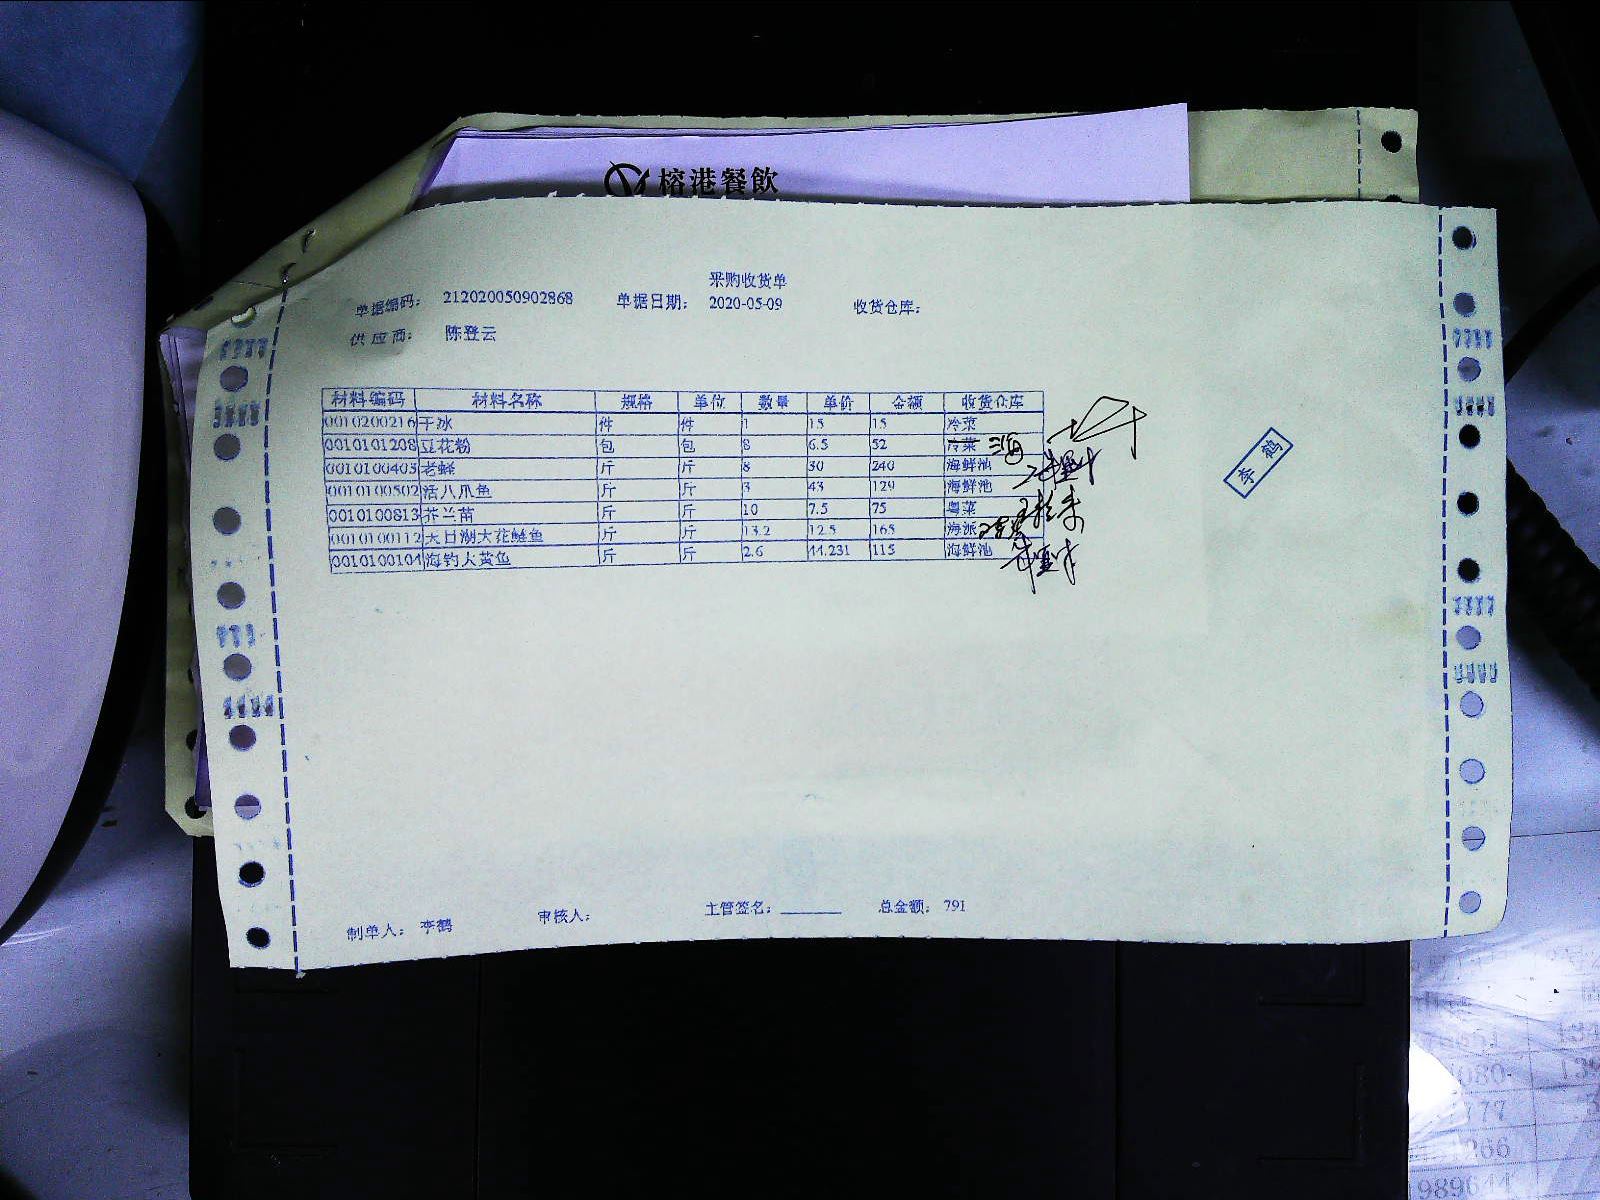 榕港餐飲
采购收货单
单据编码： 212020050902868 单据日期： 2020-05-09 收货仓库：
供应商： 陈登云
材料编码 材料名称 规格 单位 数量 单价 金额 收货仓库
0010200216 干冰 件 件 1 15 15 冷菜
0010101208 豆花粉 包 包 8 6.5 52 冷菜
0010100403 老蛏 斤 斤 8 30 240 海鲜池
0010100502 活八爪鱼 斤 斤 3 43 129 海鲜池
0010100813 芥兰苗 斤 斤 10 7.5 75 粤菜
0010100112 天目湖大花鲢鱼 斤 斤 13.2 12.5 165 海派
0010100104 海钓大黄鱼 斤 斤 2.6 44.231 115 海鲜池
李鹤
制单人： 李鹤 审核人： 主管签名： 总金额： 791